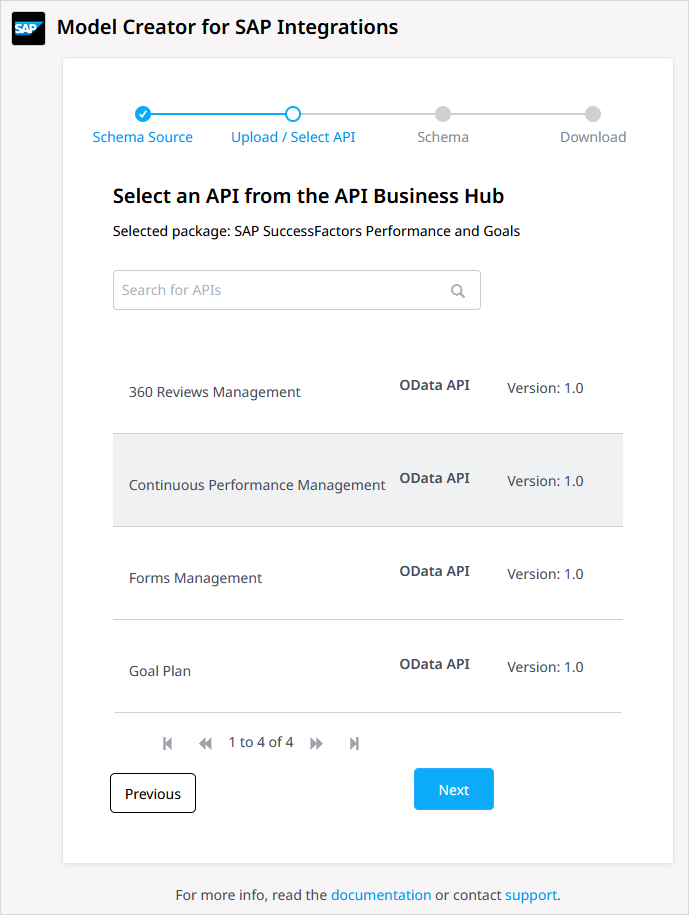 SAP
Model Creator for SAP Integrations
Schema Source
Upload / Select API
Schema
Download
Select an API from the API Business Hub
Selected package: SAP SuccessFactors Performance and Goals
Search for APIs
360 Reviews Management OData API Version: 1.0
Continuous Performance Management OData API Version: 1.0
Forms Management OData API Version: 1.0
Goal Plan OData API Version: 1.0
1 to 4 of 4
Previous
Next
For more info, read the documentation or contact support.